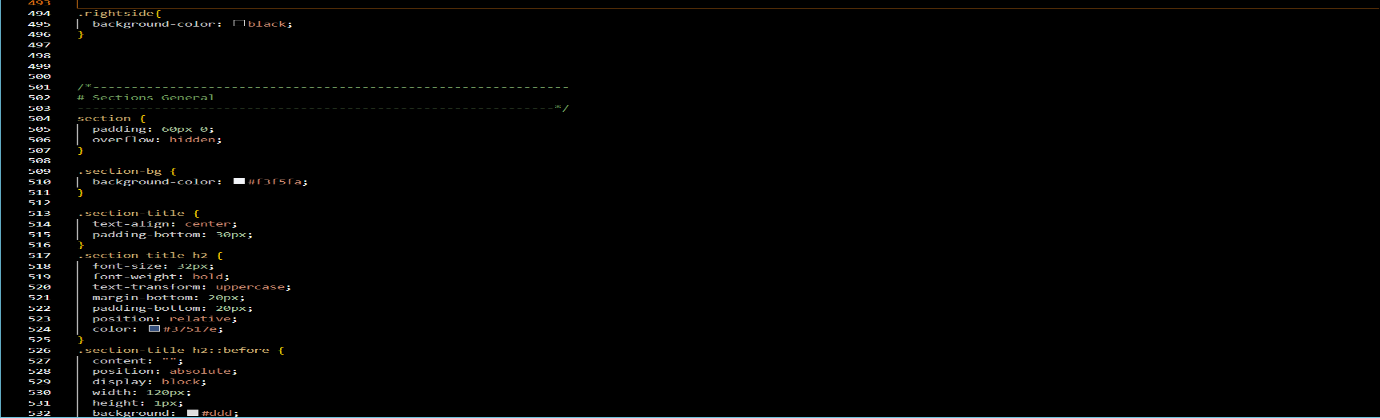 493
494 .rightside{
495 background-color: black;
496 }
497
498
499
500
501 /*--------------------------------------------------------------
502 # Sections General
503 --------------------------------------------------------------*/
504 section {
505 padding: 60px 0;
506 overflow: hidden;
507 }
508
509 .section-bg {
510 background-color: #f3f5fa;
511 }
512
513 .section-title {
514 text-align: center;
515 padding-bottom: 30px;
516 }
517 .section-title h2 {
518 font-size: 32px;
519 font-weight: bold;
520 text-transform: uppercase;
521 margin-bottom: 20px;
522 padding-bottom: 20px;
523 position: relative;
524 color: #37517e;
525 }
526 .section-title h2::before {
527 content: "";
528 position: absolute;
529 display: block;
530 width: 120px;
531 height: 1px;
532 background: #ddd;